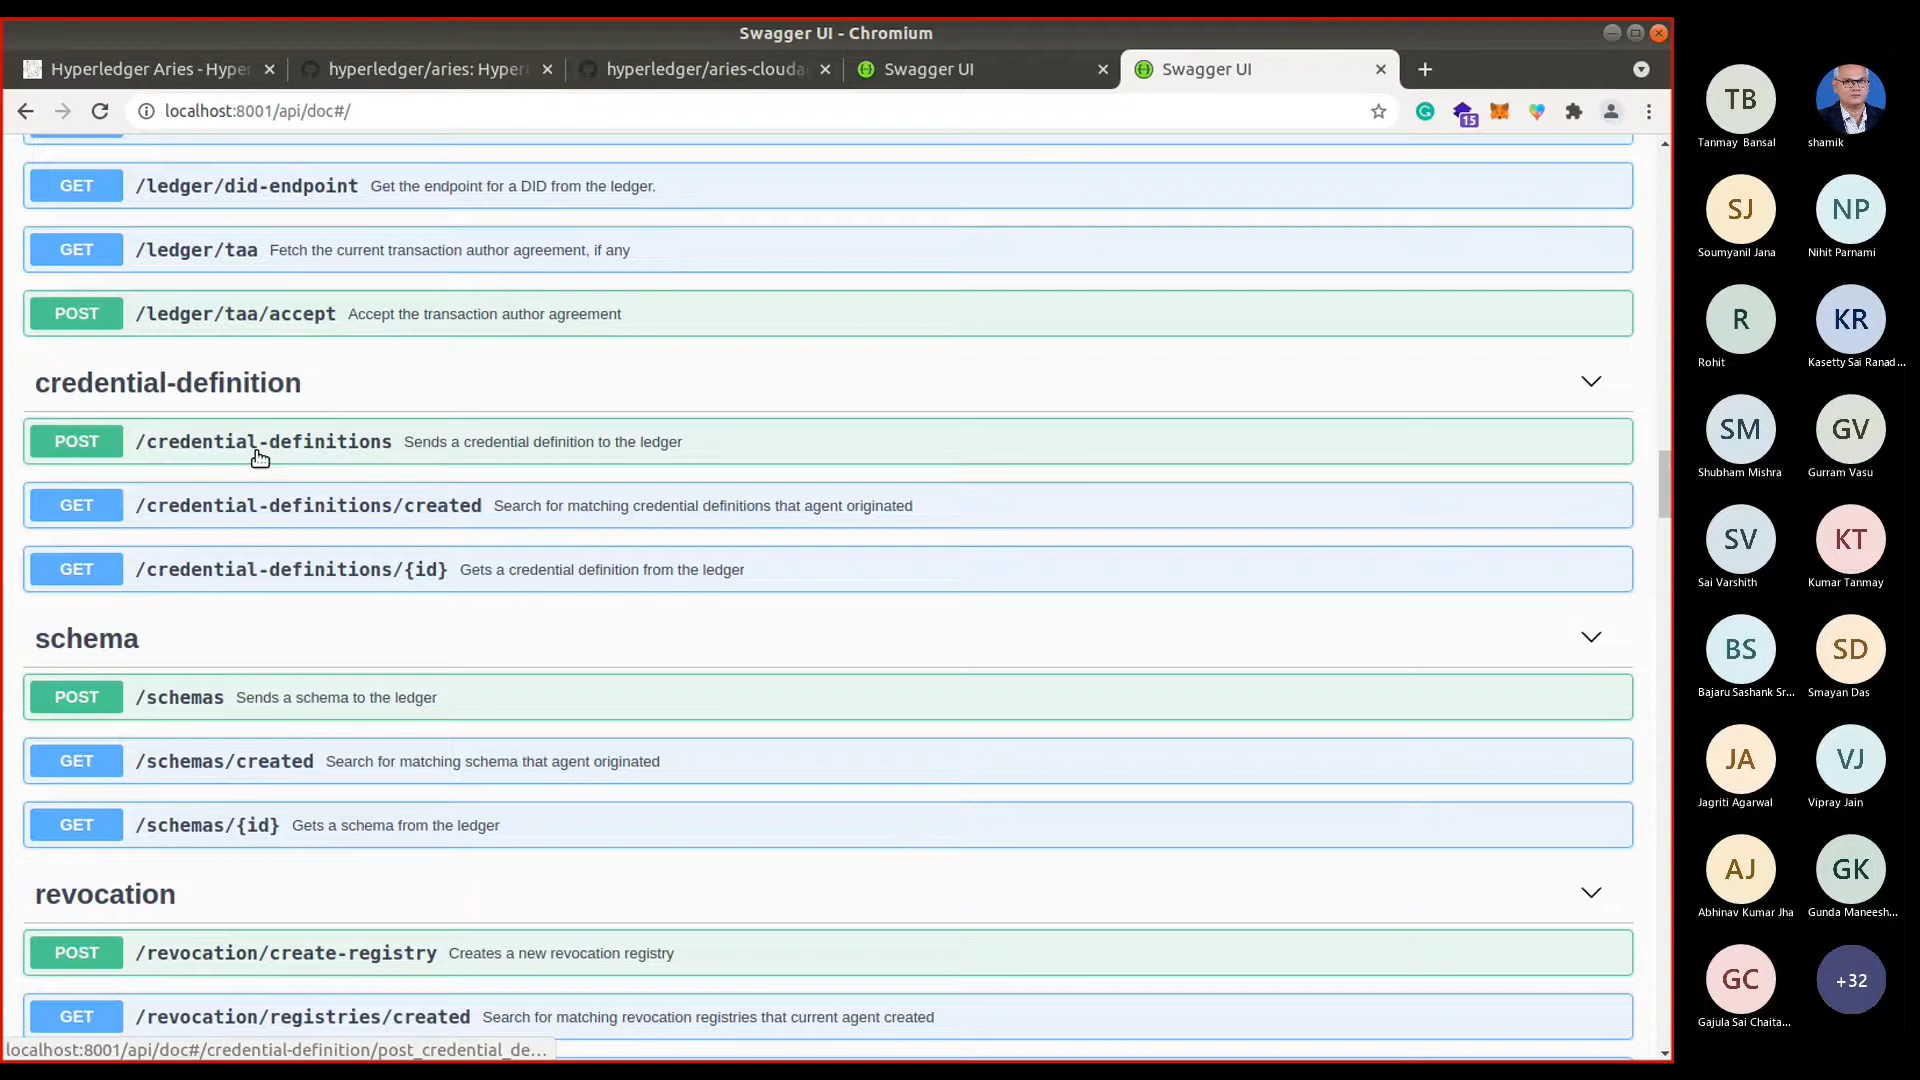 Swagger UI - Chromium
Hyperledger Aries - Hype
hyperledger/aries: Hyper
hyperledger/aries-clouda
Swagger UI
Swagger UI
localhost:8001/api/doc#/
15
GET /ledger/did-endpoint Get the endpoint for a DID from the ledger.
GET /ledger/taa Fetch the current transaction author agreement, if any
POST /ledger/taa/accept Accept the transaction author agreement
credential-definition
POST /credential-definitions Sends a credential definition to the ledger
GET /credential-definitions/created Search for matching credential definitions that agent originated
GET /credential-definitions/{id} Gets a credential definition from the ledger
schema
POST /schemas Sends a schema to the ledger
GET /schemas/created Search for matching schema that agent originated
GET /schemas/{id} Gets a schema from the ledger
revocation
POST /revocation/create-registry Creates a new revocation registry
GET /revocation/registries/created Search for matching revocation registries that current agent created
localhost:8001/api/doc#/credential-definition/post_credential_de...
TB
Tanmay Bansal
shamik
SJ
Soumyanil Jana
NP
Nihit Parnami
R
Rohit
KR
Kasetty Sai Ranad...
SM
Shubham Mishra
GV
Gurram Vasu
SV
Sai Varshith
KT
Kumar Tanmay
BS
Bajaru Sashank Sr...
SD
Smayan Das
JA
Jagriti Agarwal
VJ
Vipray Jain
AJ
Abhinav Kumar Jha
GK
Gunda Maneesh...
GC
Gajula Sai Chaita...
+32